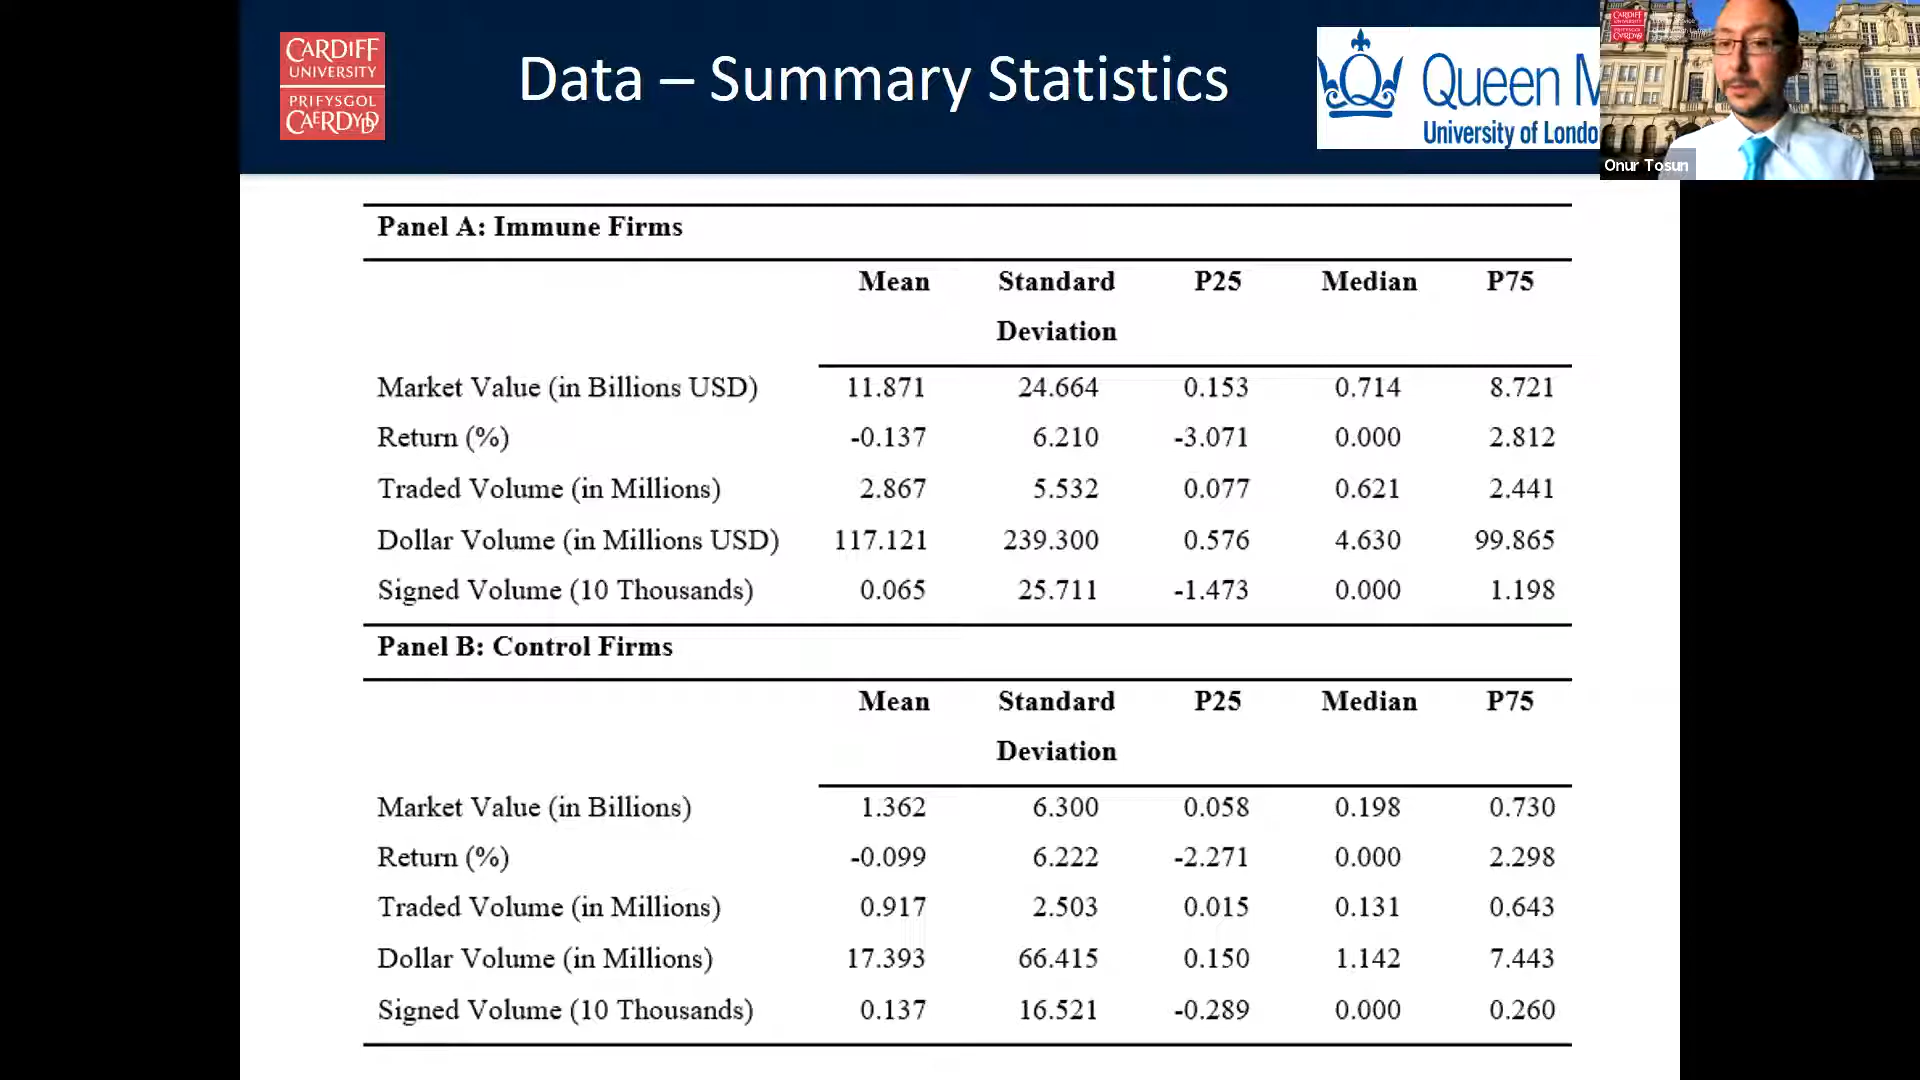 CARDIFF
UNIVERSITY
PRIFYSGOL
CAERDYDD
Data – Summary Statistics
Queen M
University of Londo
CARDIFF
UNIVERSITY
PRIFYSGOL
CAERDYDD
Onur Tosun
Panel A: Immune Firms
Mean Standard Deviation P25 Median P75
Market Value (in Billions USD) 11.871 24.664 0.153 0.714 8.721
Return (%) -0.137 6.210 -3.071 0.000 2.812
Traded Volume (in Millions) 2.867 5.532 0.077 0.621 2.441
Dollar Volume (in Millions USD) 117.121 239.300 0.576 4.630 99.865
Signed Volume (10 Thousands) 0.065 25.711 -1.473 0.000 1.198
Panel B: Control Firms
Mean Standard Deviation P25 Median P75
Market Value (in Billions) 1.362 6.300 0.058 0.198 0.730
Return (%) -0.099 6.222 -2.271 0.000 2.298
Traded Volume (in Millions) 0.917 2.503 0.015 0.131 0.643
Dollar Volume (in Millions) 17.393 66.415 0.150 1.142 7.443
Signed Volume (10 Thousands) 0.137 16.521 -0.289 0.000 0.260